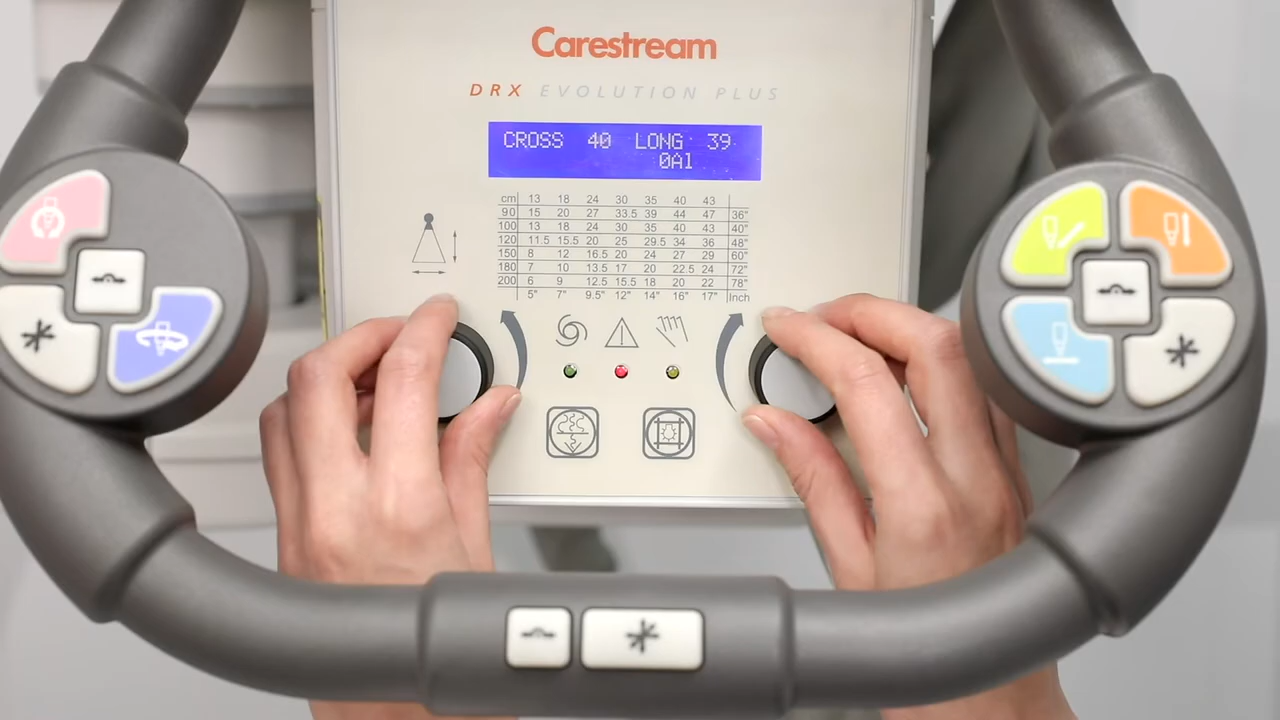 Carestream
DRX EVOLUTION PLUS
CROSS 40 LONG 39
0Al
cm 13 18 24 30 35 40 43
90 15 20 27 33.5 39 44 47 36"
100 13 18 24 30 35 40 43 40"
120 11.5 15.5 20 25 29.5 34 36 48"
150 8 12 16.5 20 24 27 29 60"
180 7 10 13.5 17 20 22.5 24 72"
200 6 9 12.5 15.5 18 20 22 78"
5" 7" 9.5" 12" 14" 16" 17" Inch